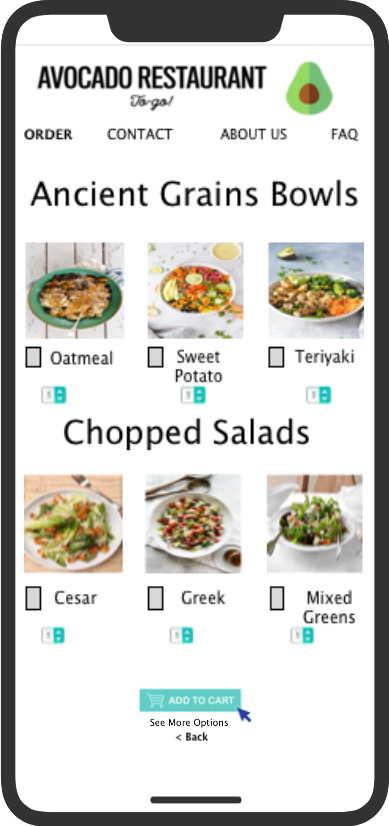 AVOCADO RESTAURANT
To-go!
ORDER CONTACT ABOUT US FAQ
Ancient Grains Bowls
Oatmeal Sweet Teriyaki
Potato
Chopped Salads
Cesar Greek Mixed
Greens
ADD TO CART
See More Options
< Back